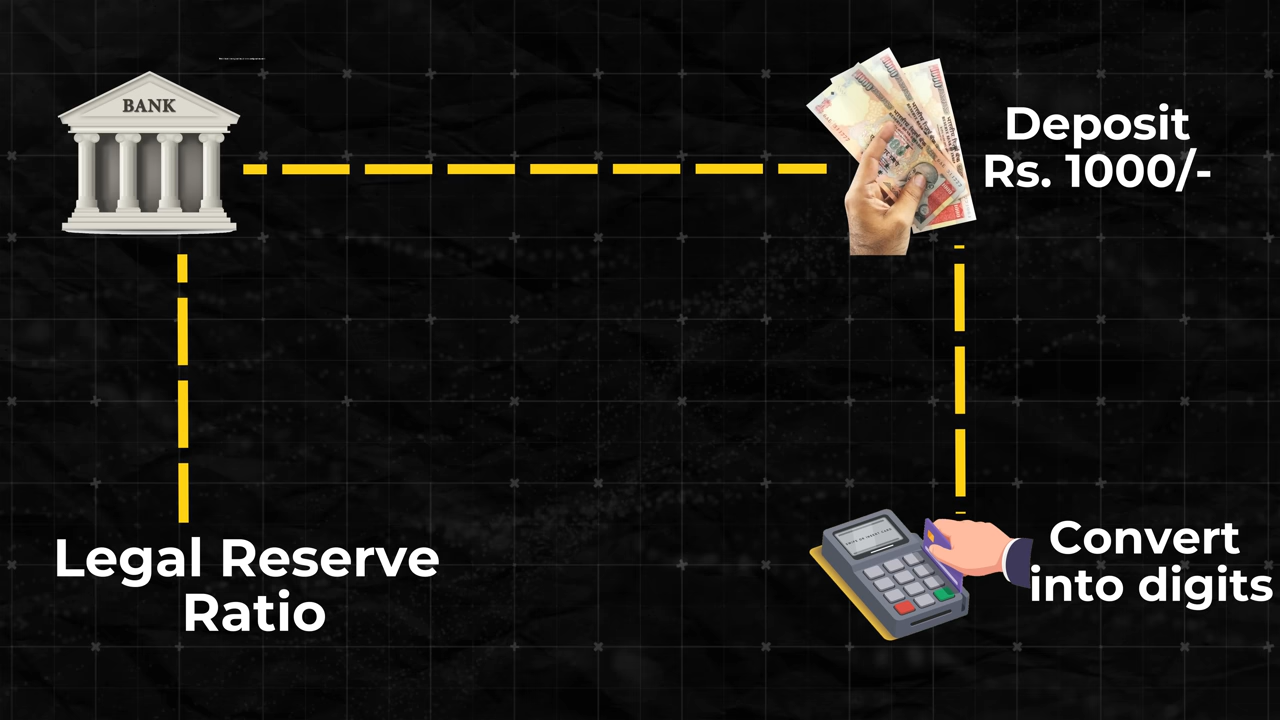 BANK
Deposit
Rs. 1000/-
Legal Reserve
Ratio
Convert
into digits